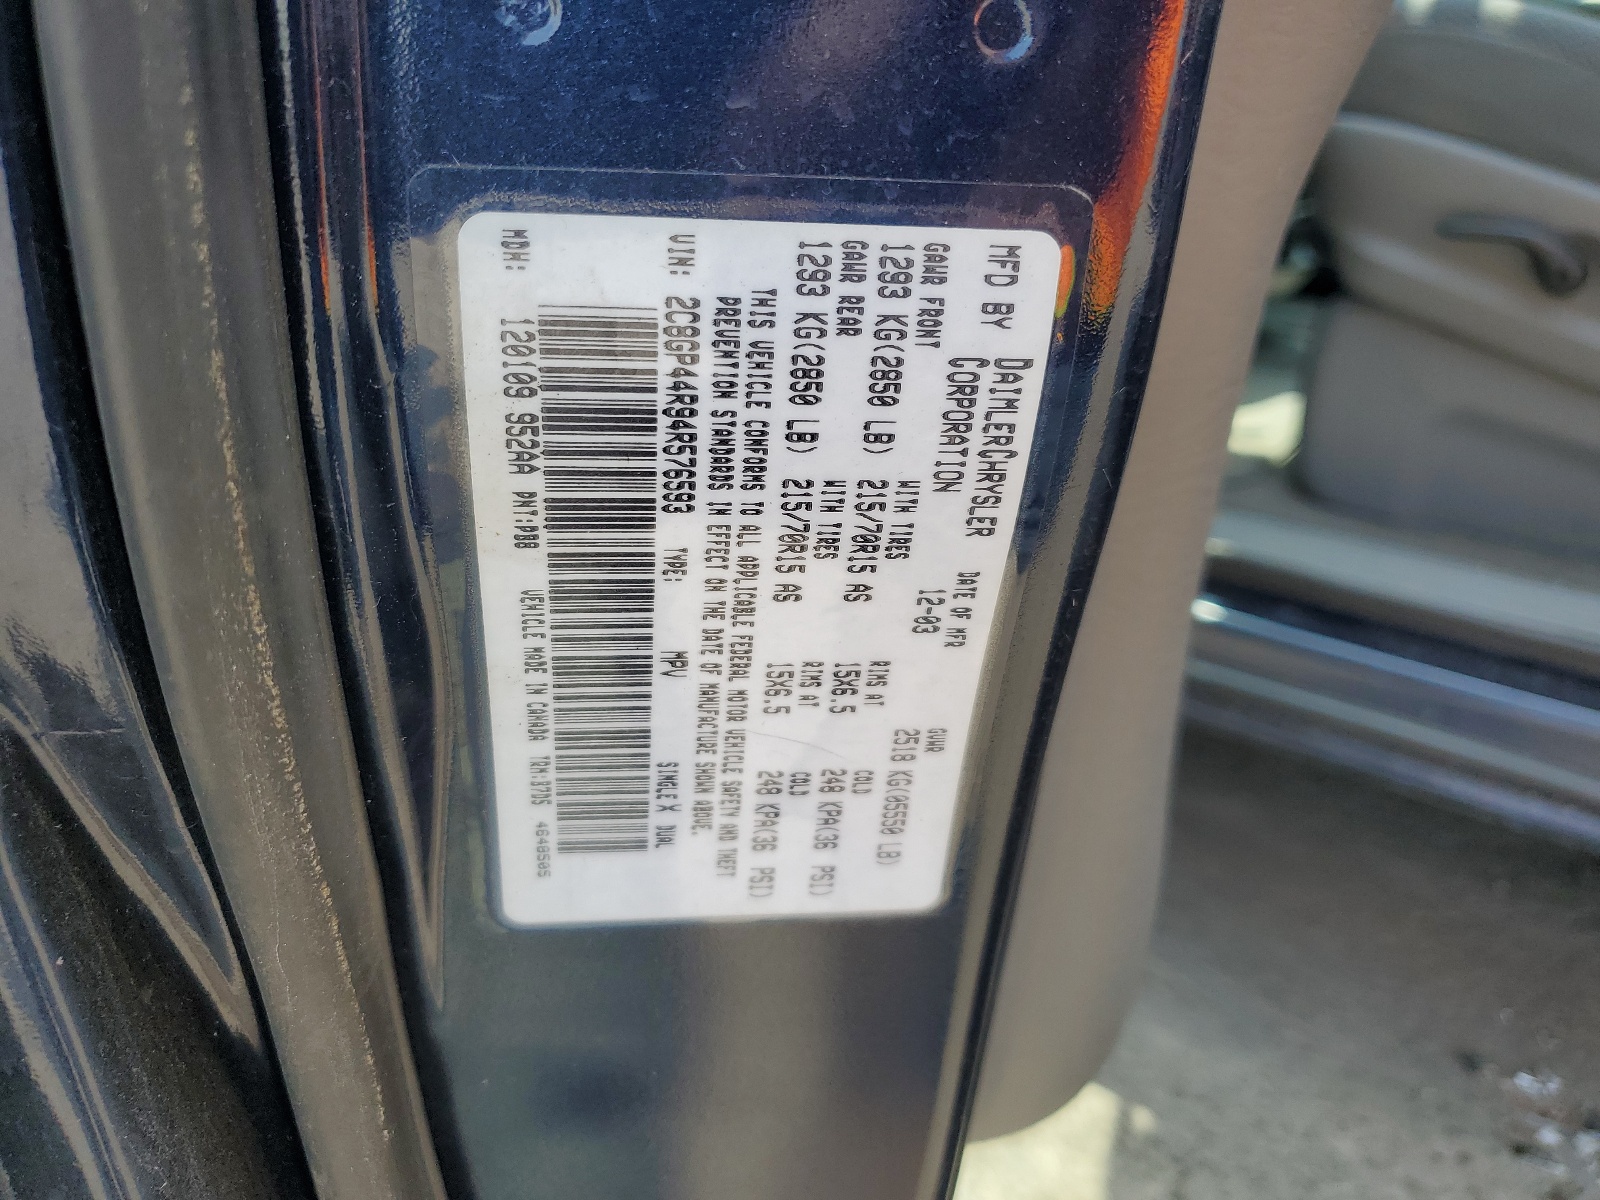 MFD BY DAIMLERCHRYSLER CORPORATION DATE OF MFR 12-03 GVWR 2518 KG(05550 LB)
GAWR FRONT WITH TIRES RIMS AT COLD
1293 KG(2850 LB) 215/70R15 AS 15X6.5 248 KPA(36 PSI)
GAWR REAR WITH TIRES RIMS AT COLD
1293 KG(2850 LB) 215/70R15 AS 15X6.5 248 KPA(36 PSI)
THIS VEHICLE CONFORMS TO ALL APPLICABLE FEDERAL MOTOR VEHICLE SAFETY AND THEFT
PREVENTION STANDARDS IN EFFECT ON THE DATE OF MANUFACTURE SHOWN ABOVE.
VIN: 2C8GP44R94R576593 TYPE: MPV SINGLE X DUAL
MDH: 120109 952AA PNT:PB8 VEHICLE MADE IN CANADA TRM:B7D5 4648505